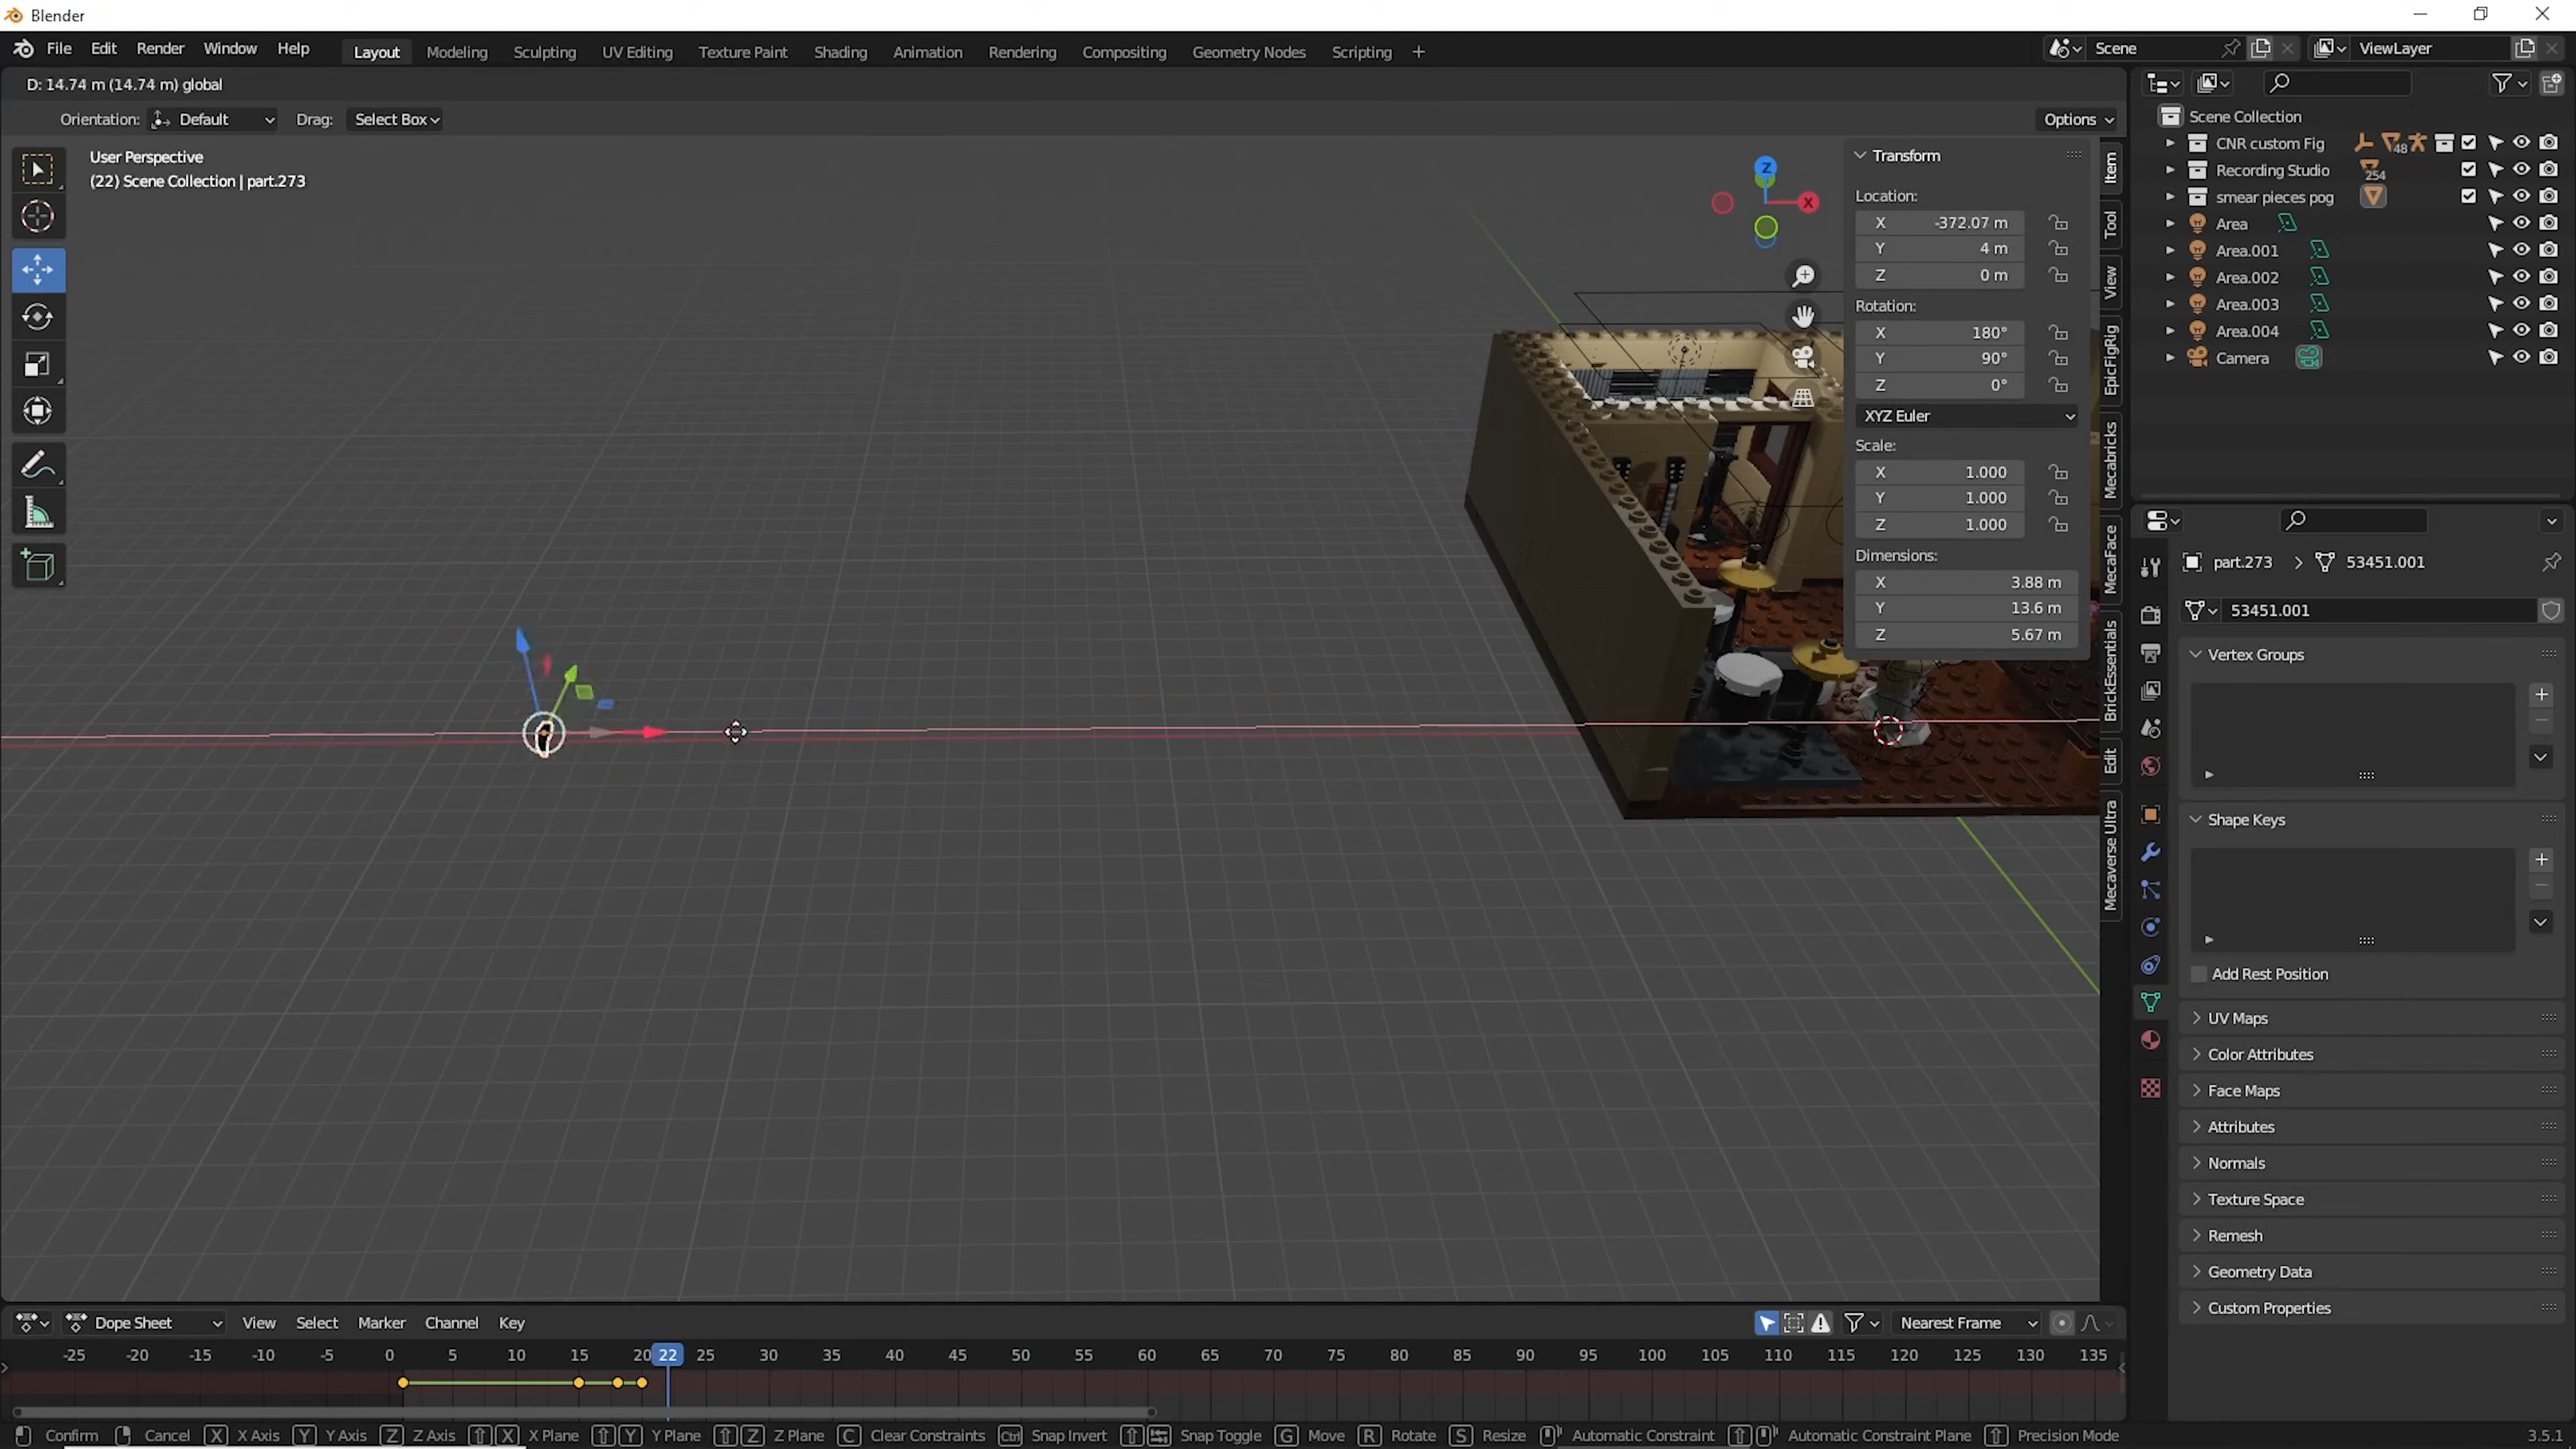 Blender
File Edit Render Window Help Layout Modeling Sculpting UV Editing Texture Paint Shading Animation Rendering Compositing Geometry Nodes Scripting + Scene ViewLayer
D: 14.74 m (14.74 m) global
Orientation: Default Drag: Select Box Options
User Perspective
(22) Scene Collection | part.273
Z
X
Transform
Location:
X -372.07 m
Y 4 m
Z 0 m
Rotation:
X 180°
Y 90°
Z 0°
XYZ Euler
Scale:
X 1.000
Y 1.000
Z 1.000
Dimensions:
X 3.88 m
Y 13.6 m
Z 5.67 m
Item
Tool
View
EpicFigRig
Mecabricks
MecaFace
BrickEssentials
Edit
Mecaverse Ultra
Scene Collection
CNR custom Fig 48
Recording Studio 254
smear pieces pog
Area
Area.001
Area.002
Area.003
Area.004
Camera
part.273 > 53451.001
53451.001
Vertex Groups
Shape Keys
Add Rest Position
UV Maps
Color Attributes
Face Maps
Attributes
Normals
Texture Space
Remesh
Geometry Data
Custom Properties
Dope Sheet View Select Marker Channel Key Nearest Frame
-25 -20 -15 -10 -5 0 5 10 15 20 22 25 30 35 40 45 50 55 60 65 70 75 80 85 90 95 100 105 110 115 120 125 130 135
Confirm Cancel X X Axis Y Y Axis Z Z Axis X X Plane Y Y Plane Z Z Plane C Clear Constraints Ctrl Snap Invert Snap Toggle G Move R Rotate S Resize Automatic Constraint Automatic Constraint Plane Precision Mode 3.5.1